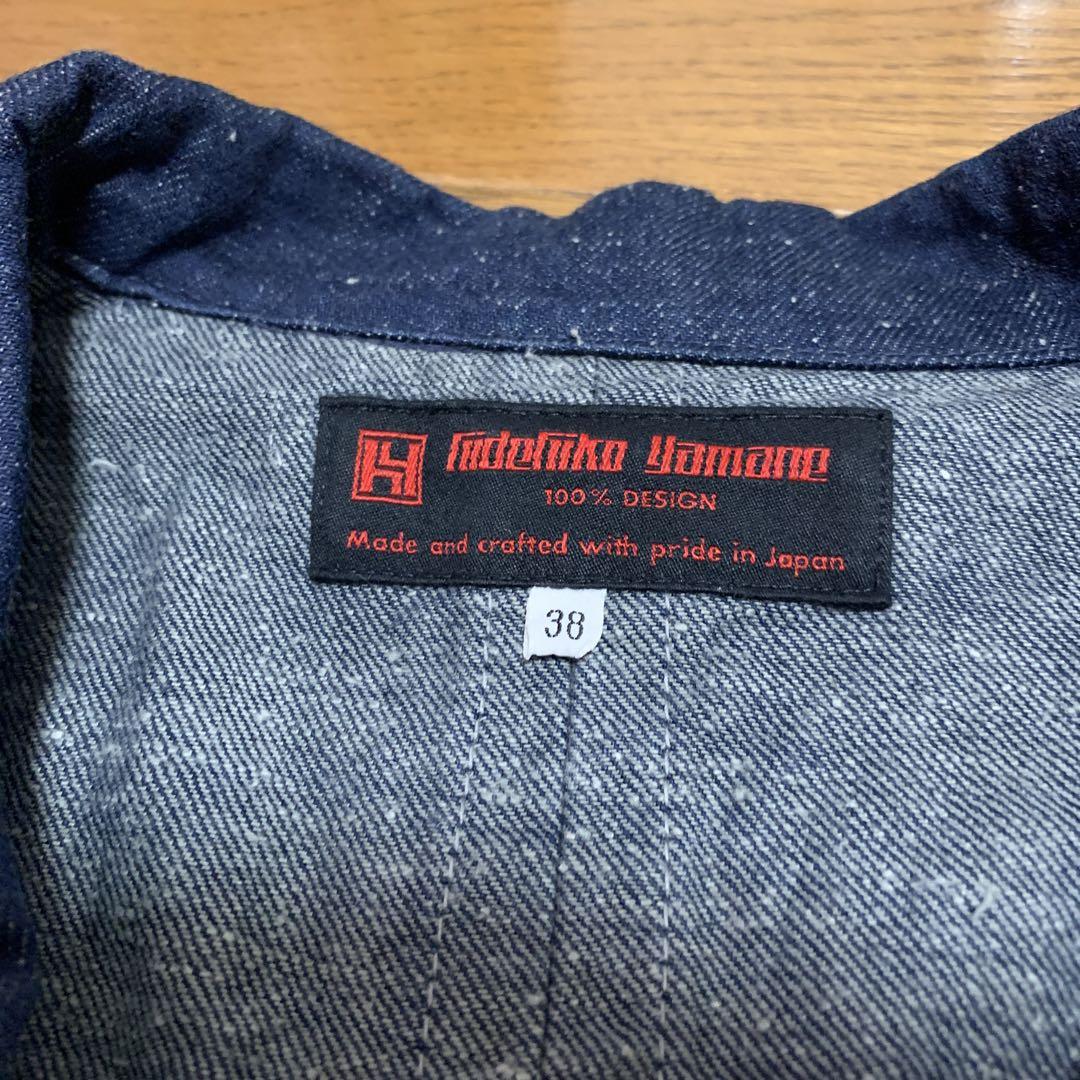 Hidehiko Yamane
100% DESIGN
Made and crafted with pride in Japan
38